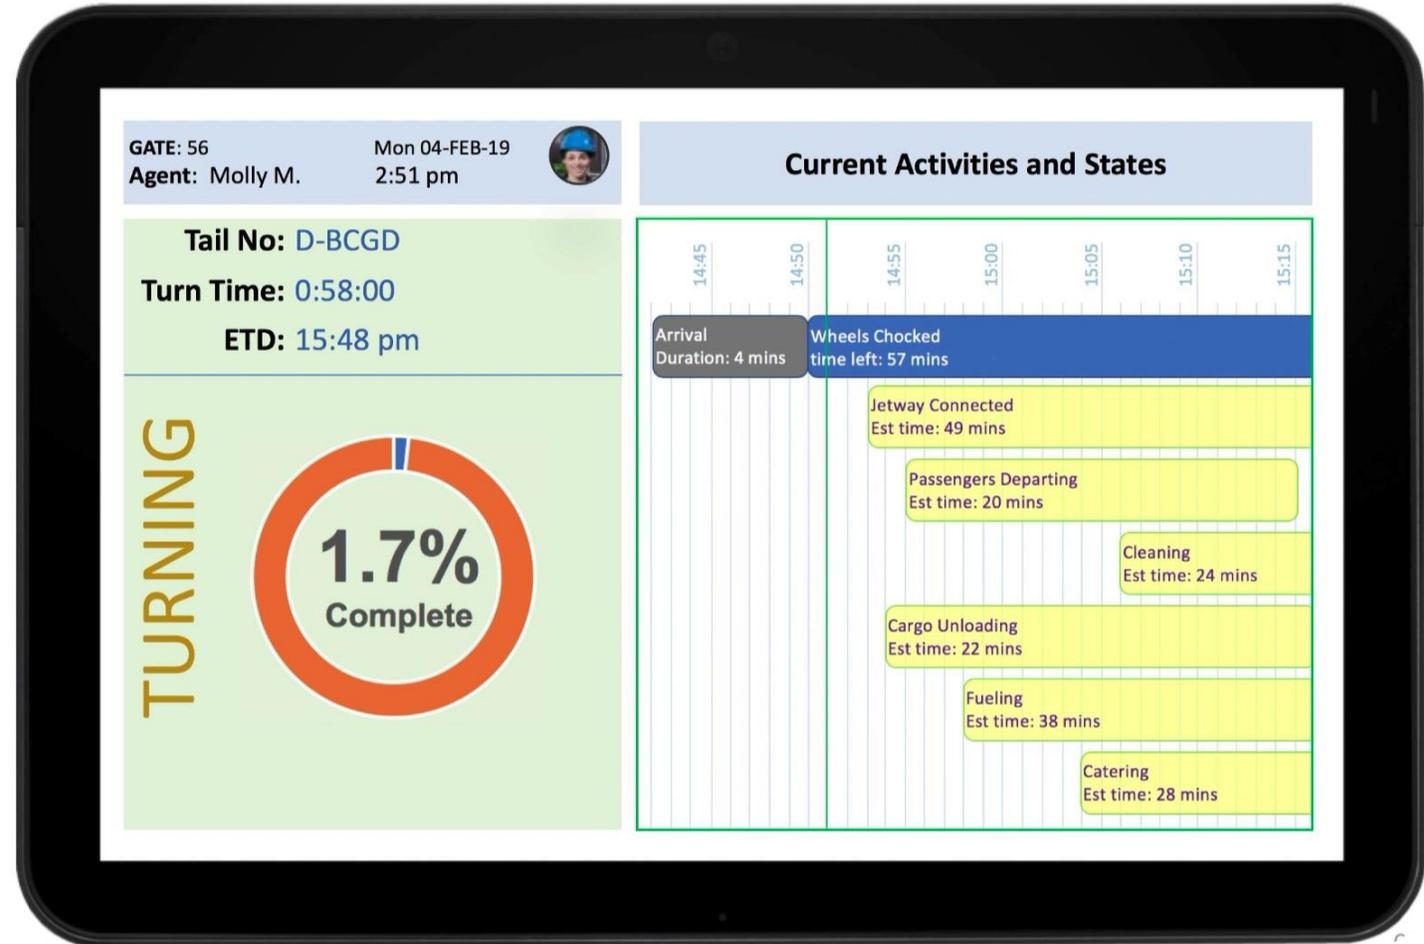 GATE: 56
Agent: Molly M.
Mon 04-FEB-19
2:51 pm
Tail No: D-BCGD
Turn Time: 0:58:00
ETD: 15:48 pm
TURNING
1.7%
Complete
Current Activities and States
14:45
14:50
14:55
15:00
15:05
15:10
15:15
Arrival
Duration: 4 mins
Wheels Chocked
time left: 57 mins
Jetway Connected
Est time: 49 mins
Passengers Departing
Est time: 20 mins
Cleaning
Est time: 24 mins
Cargo Unloading
Est time: 22 mins
Fueling
Est time: 38 mins
Catering
Est time: 28 mins